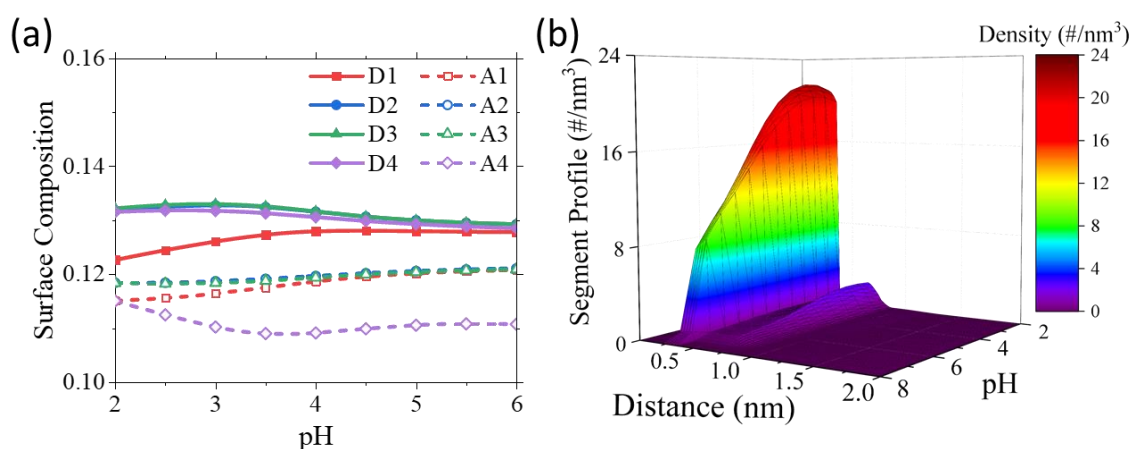 (a)
0.16
0.14
0.12
0.10
Surface Composition
D1 A1
D2 A2
D3 A3
D4 A4
2 3 4 5 6
pH
(b)
24
16
8
0
Segment Profile (#/nm³)
0.5
1.0
1.5
2.0
Distance (nm)
8
6
4
2
pH
Density (#/nm³)
24
20
16
12
8
4
0